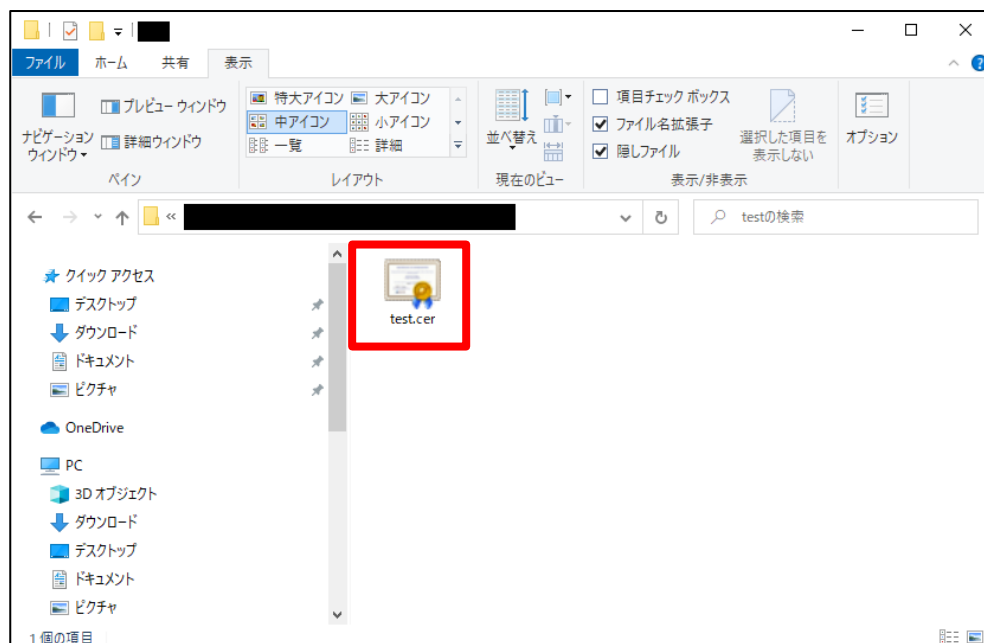 ファイル ホーム 共有 表示
ナビゲーション ウィンドウ
プレビュー ウィンドウ
詳細ウィンドウ
ペイン
特大アイコン 大アイコン
中アイコン 小アイコン
一覧 詳細
レイアウト
並べ替え
現在のビュー
項目チェック ボックス
ファイル名拡張子
隠しファイル
選択した項目を
表示しない
表示/非表示
オプション
«
testの検索
クイック アクセス
デスクトップ
ダウンロード
ドキュメント
ピクチャ
OneDrive
PC
3D オブジェクト
ダウンロード
デスクトップ
ドキュメント
ピクチャ
test.cer
1 個の項目